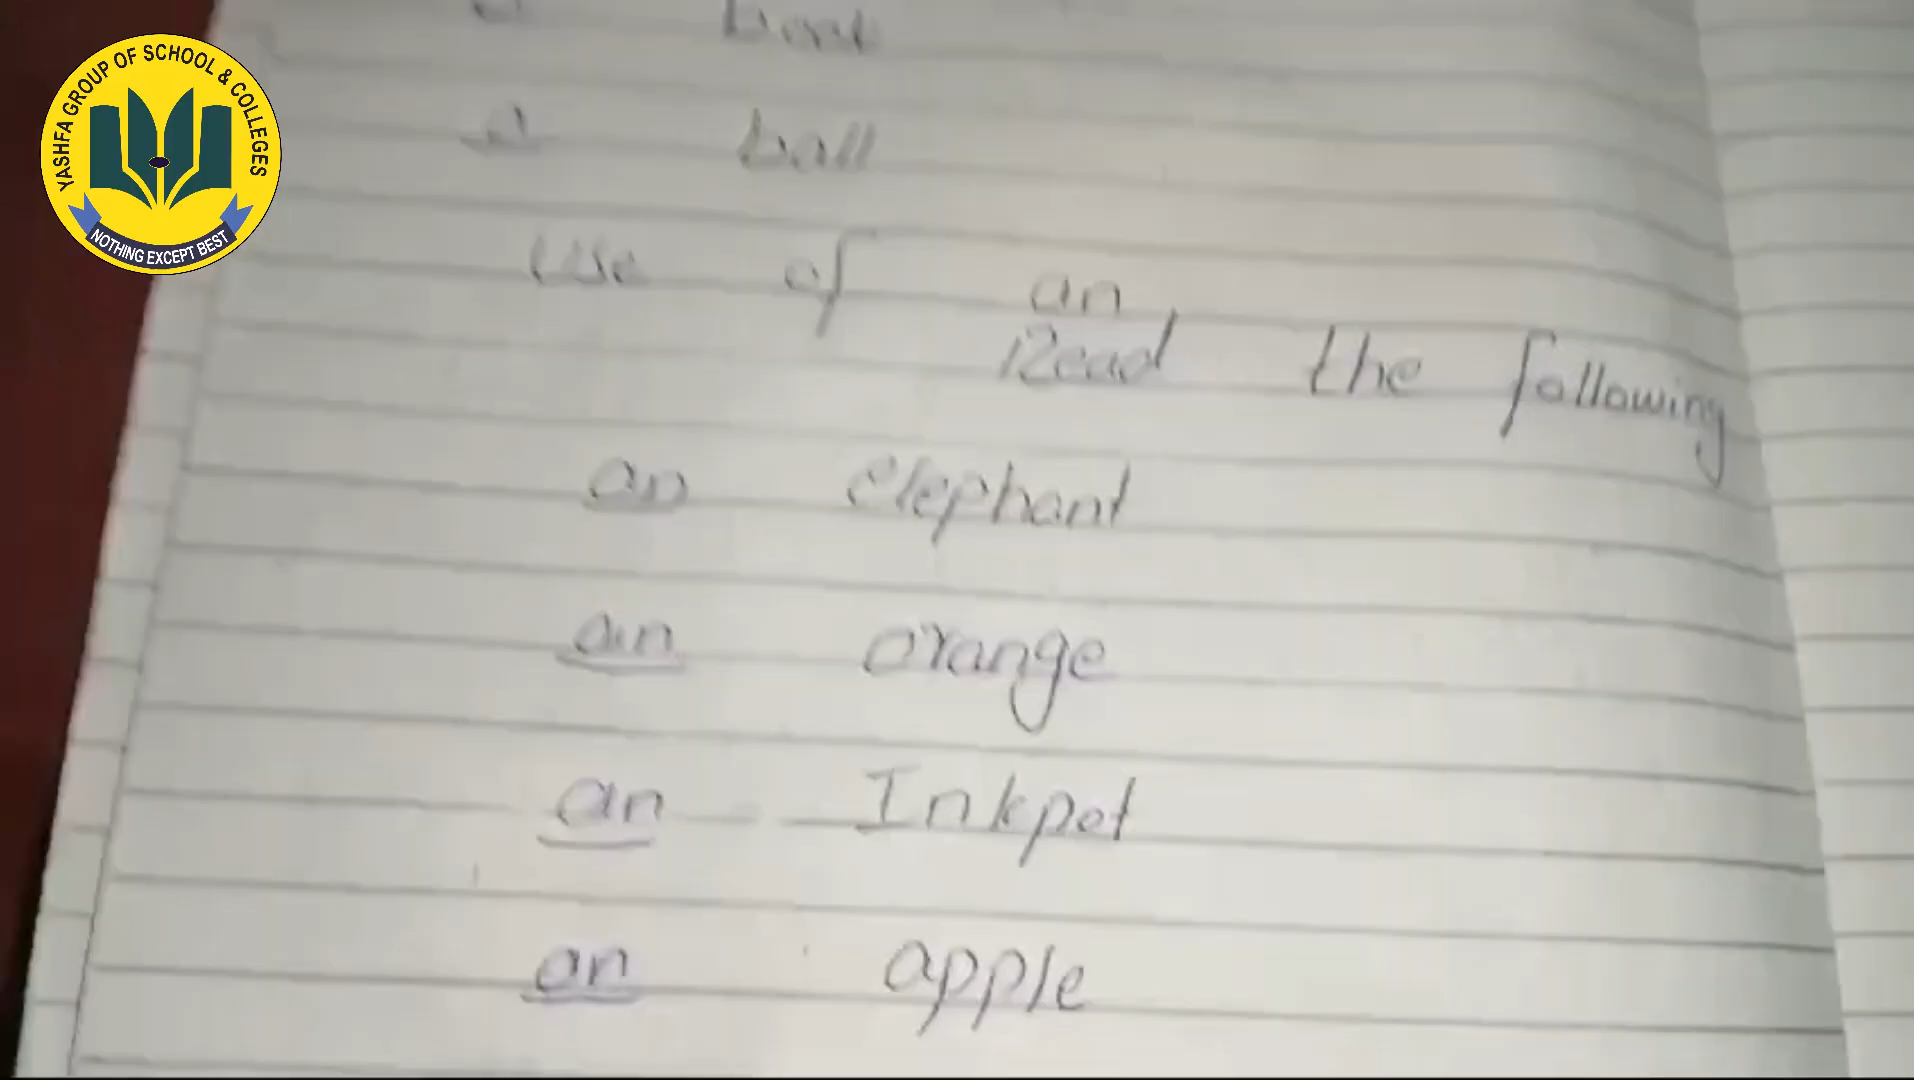 YASHFA GROUP OF SCHOOL & COLLEGES
NOTHING EXCEPT BEST
a ball
use of an
Read the following
an elephant
an orange
an Inkpot
an apple